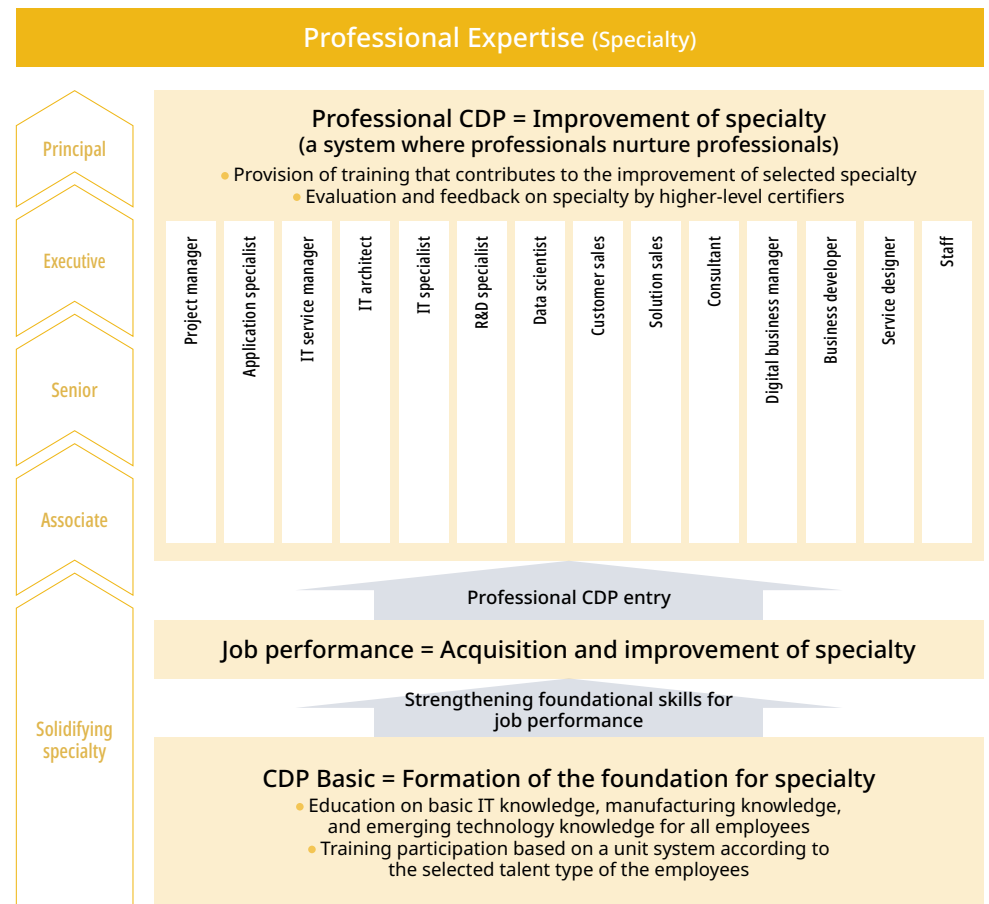 Professional Expertise (Specialty)
Principal
Executive
Senior
Associate
Solidifying
specialty
Professional CDP = Improvement of specialty
(a system where professionals nurture professionals)
● Provision of training that contributes to the improvement of selected specialty
● Evaluation and feedback on specialty by higher-level certifiers
Project manager
Application specialist
IT service manager
IT architect
IT specialist
R&D specialist
Data scientist
Customer sales
Solution sales
Consultant
Digital business manager
Business developer
Service designer
Staff
Professional CDP entry
Job performance = Acquisition and improvement of specialty
Strengthening foundational skills for
job performance
CDP Basic = Formation of the foundation for specialty
● Education on basic IT knowledge, manufacturing knowledge,
and emerging technology knowledge for all employees
● Training participation based on a unit system according to
the selected talent type of the employees